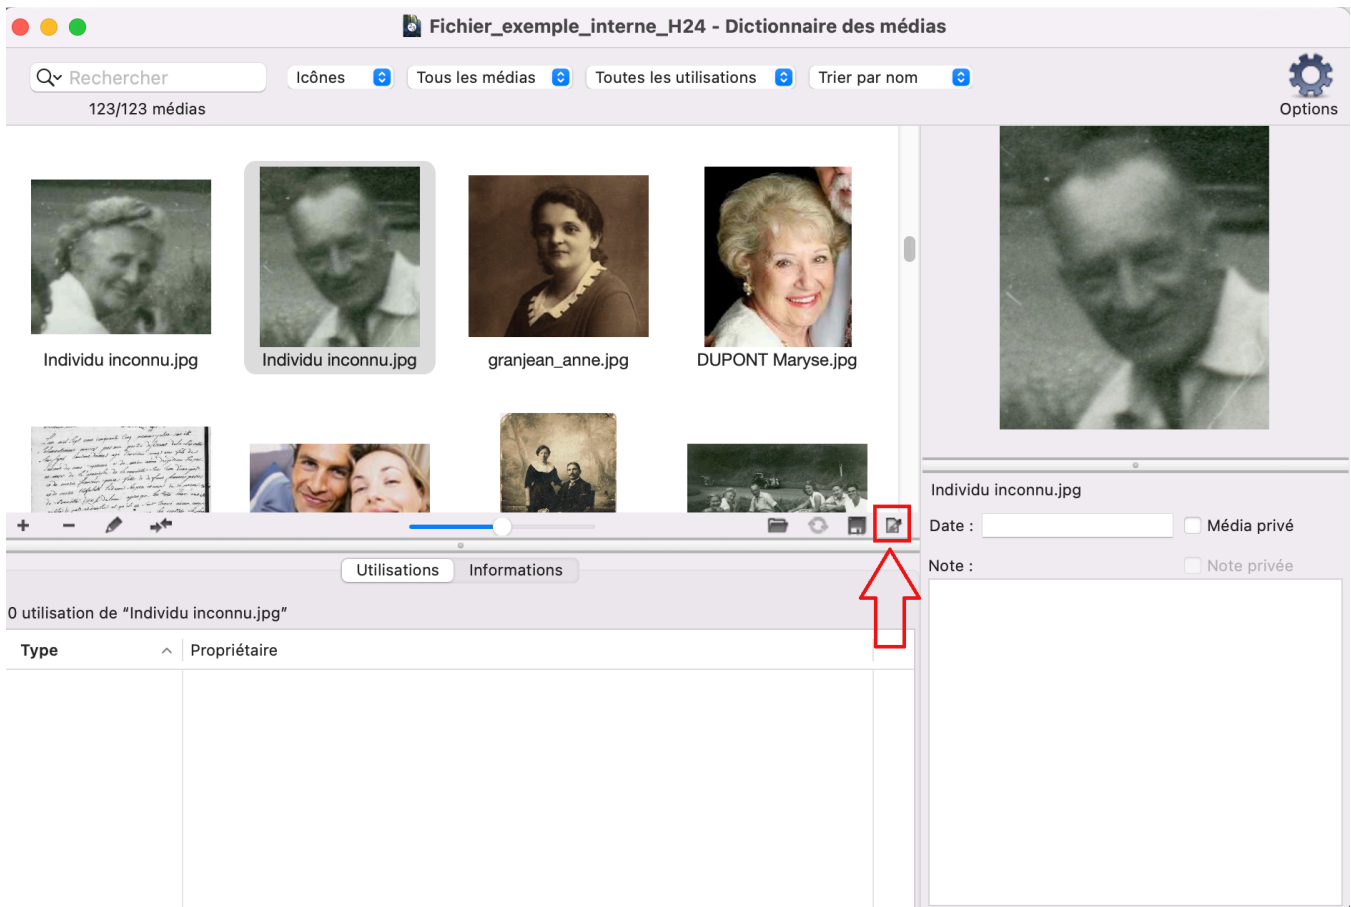 Fichier_exemple_interne_H24 - Dictionnaire des médias
Rechercher
Icônes
Tous les médias
Toutes les utilisations
Trier par nom
123/123 médias
Options
Individu inconnu.jpg
Individu inconnu.jpg
granjean_anne.jpg
DUPONT Maryse.jpg
Individu inconnu.jpg
Date :
Média privé
Note :
Note privée
Utilisations
Informations
0 utilisation de “Individu inconnu.jpg”
Type
Propriétaire